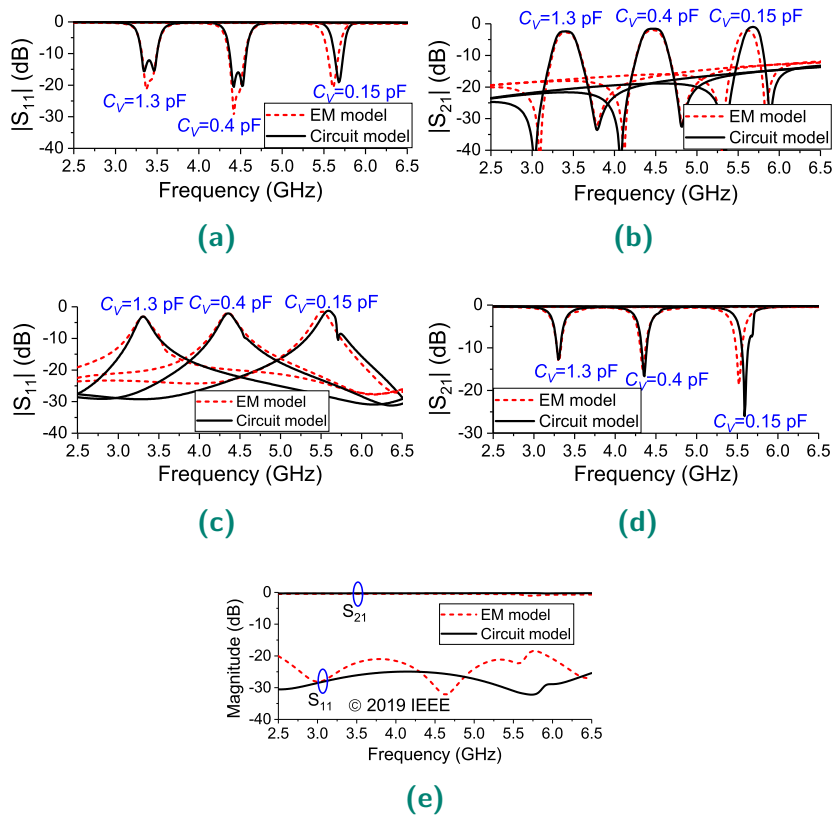 0
-10
-20
-30
-40
|S11| (dB)
CV=1.3 pF
CV=0.4 pF
CV=0.15 pF
EM model
Circuit model
2.5 3.0 3.5 4.0 4.5 5.0 5.5 6.0 6.5
Frequency (GHz)
(a)
CV=1.3 pF CV=0.4 pF CV=0.15 pF
0
-10
-20
-30
-40
|S21| (dB)
EM model
Circuit model
2.5 3.0 3.5 4.0 4.5 5.0 5.5 6.0 6.5
Frequency (GHz)
(b)
CV=1.3 pF CV=0.4 pF CV=0.15 pF
0
-10
-20
-30
-40
|S11| (dB)
EM model
Circuit model
2.5 3.0 3.5 4.0 4.5 5.0 5.5 6.0 6.5
Frequency (GHz)
(c)
0
-10
-20
-30
|S21| (dB)
CV=1.3 pF
CV=0.4 pF
CV=0.15 pF
EM model
Circuit model
2.5 3.0 3.5 4.0 4.5 5.0 5.5 6.0 6.5
Frequency (GHz)
(d)
0
-10
-20
-30
-40
Magnitude (dB)
S21
EM model
Circuit model
S11
© 2019 IEEE
2.5 3.0 3.5 4.0 4.5 5.0 5.5 6.0 6.5
Frequency (GHz)
(e)